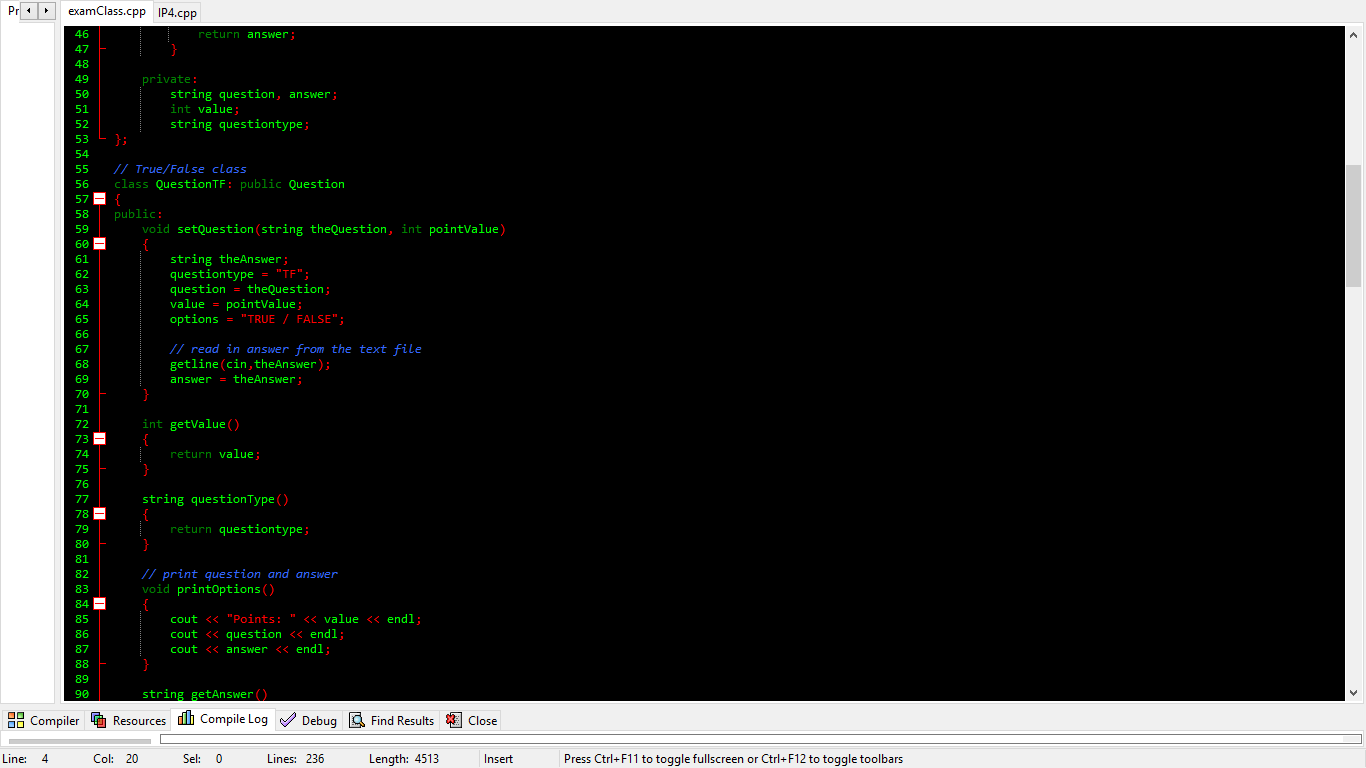 Pr examClass.cpp IP4.cpp
46 return answer;
47 }
48
49 private:
50 string question, answer;
51 int value;
52 string questiontype;
53 };
54
55 // True/False class
56 class QuestionTF: public Question
57 {
58 public:
59 void setQuestion(string theQuestion, int pointValue)
60 {
61 string theAnswer;
62 questiontype = "TF";
63 question = theQuestion;
64 value = pointValue;
65 options = "TRUE / FALSE";
66
67 // read in answer from the text file
68 getline(cin,theAnswer);
69 answer = theAnswer;
70 }
71
72 int getValue()
73 {
74 return value;
75 }
76
77 string questionType()
78 {
79 return questiontype;
80 }
81
82 // print question and answer
83 void printOptions()
84 {
85 cout << "Points: " << value << endl;
86 cout << question << endl;
87 cout << answer << endl;
88 }
89
90 string getAnswer()
Compiler Resources Compile Log Debug Find Results Close
Line: 4 Col: 20 Sel: 0 Lines: 236 Length: 4513 Insert Press Ctrl+F11 to toggle fullscreen or Ctrl+F12 to toggle toolbars